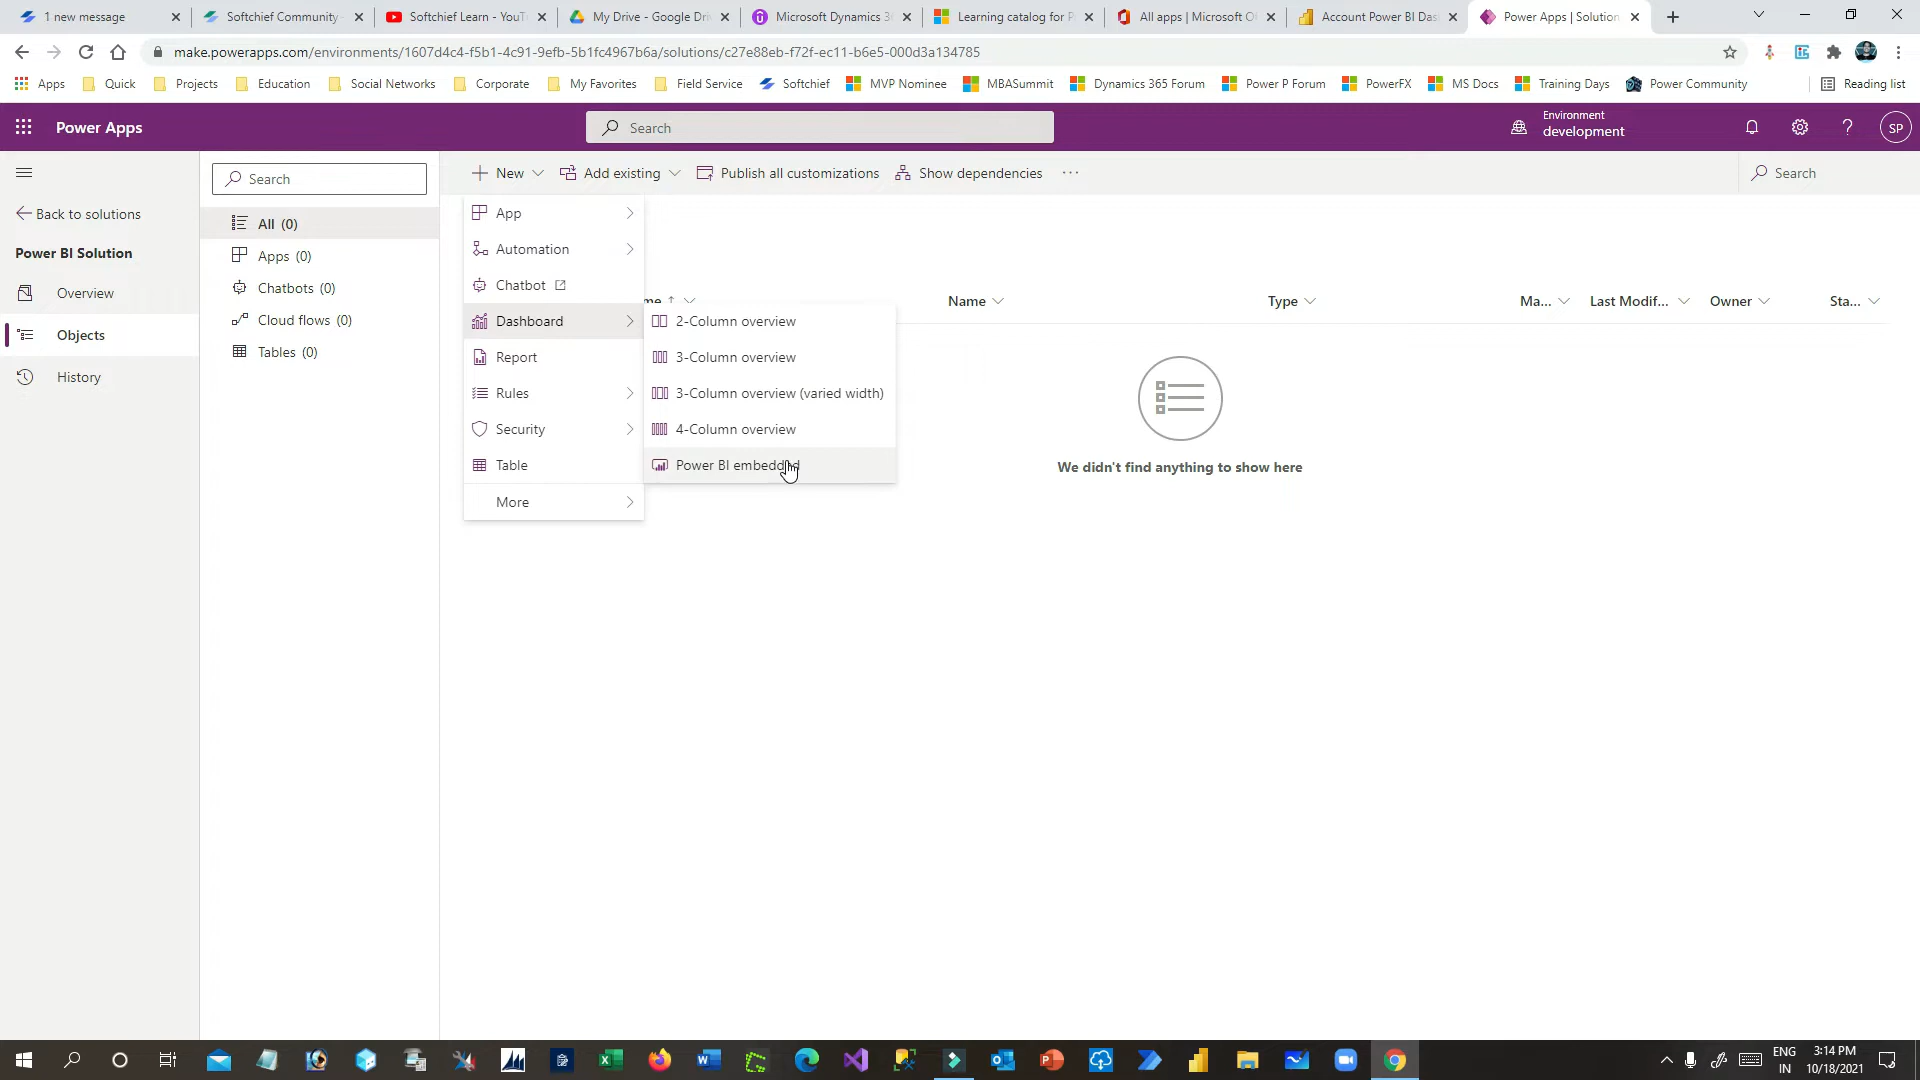 1 new message
Softchief Community
Softchief Learn - YouT
My Drive - Google Dri
Microsoft Dynamics 3
Learning catalog for P
All apps | Microsoft O
Account Power BI Das
Power Apps | Solution
make.powerapps.com/environments/1607d4c4-f5b1-4c91-9efb-5b1fc4967b6a/solutions/c27e88eb-f72f-ec11-b6e5-000d3a134785
Apps
Quick
Projects
Education
Social Networks
Corporate
My Favorites
Field Service
Softchief
MVP Nominee
MBASummit
Dynamics 365 Forum
Power P Forum
PowerFX
MS Docs
Training Days
Power Community
Reading list
Power Apps
Search
Environment
development
SP
Search
New
Add existing
Publish all customizations
Show dependencies
Search
Back to solutions
Power BI Solution
Overview
Objects
History
All (0)
Apps (0)
Chatbots (0)
Cloud flows (0)
Tables (0)
App
Automation
Chatbot
Dashboard
Report
Rules
Security
Table
More
2-Column overview
3-Column overview
3-Column overview (varied width)
4-Column overview
Power BI embedded
me
Name
Type
Ma...
Last Modif...
Owner
Sta...
We didn't find anything to show here
ENG
IN
3:14 PM
10/18/2021